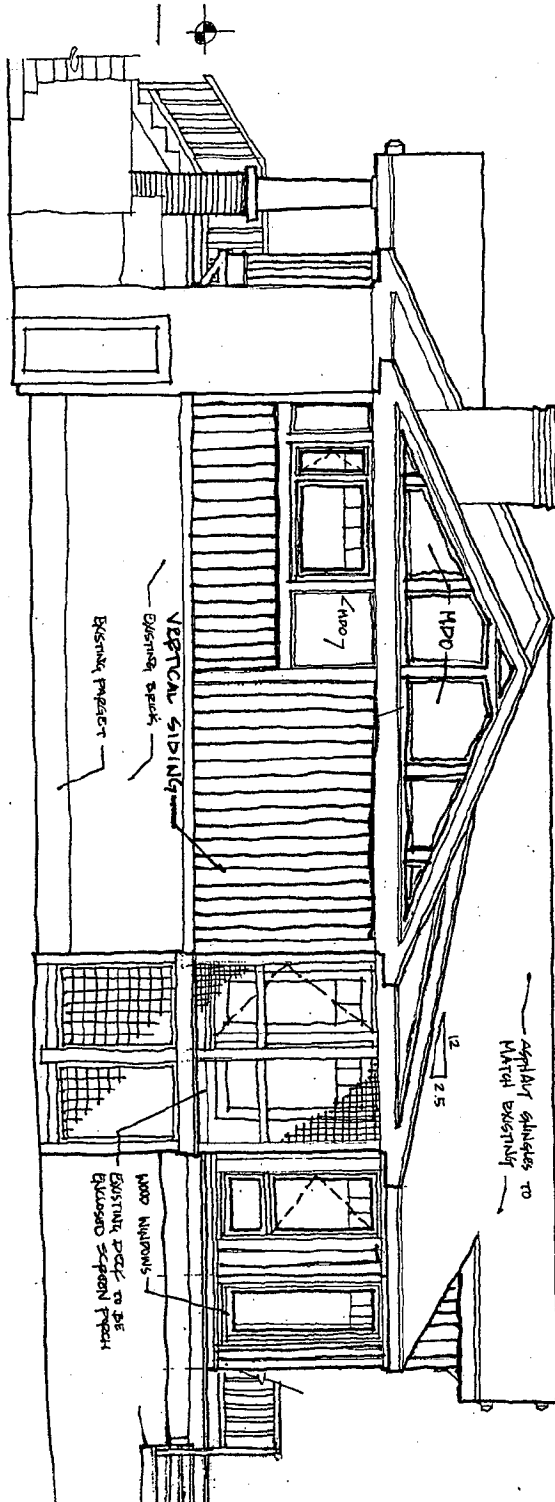 ASPHALT SHINGLES TO
MATCH EXISTING
12
2.5
MDO
MDO
VERTICAL SIDING
EXISTING BRICK
EXISTING PARGET
WOOD WINDOWS
EXISTING DECK TO BE
ENCLOSED SCREEN PORCH